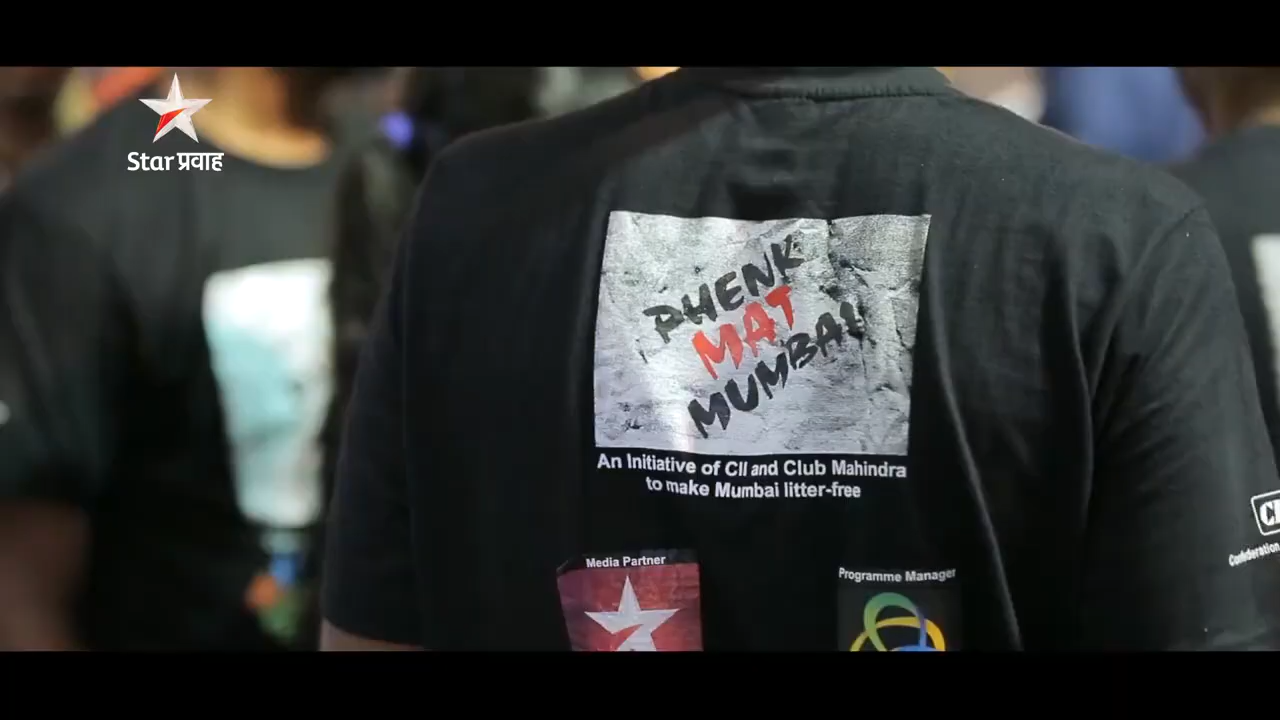 Star प्रवाह
PHENK
MAT
MUMBAI
An Initiative of CII and Club Mahindra
to make Mumbai litter-free
Media Partner
Programme Manager
Confederation